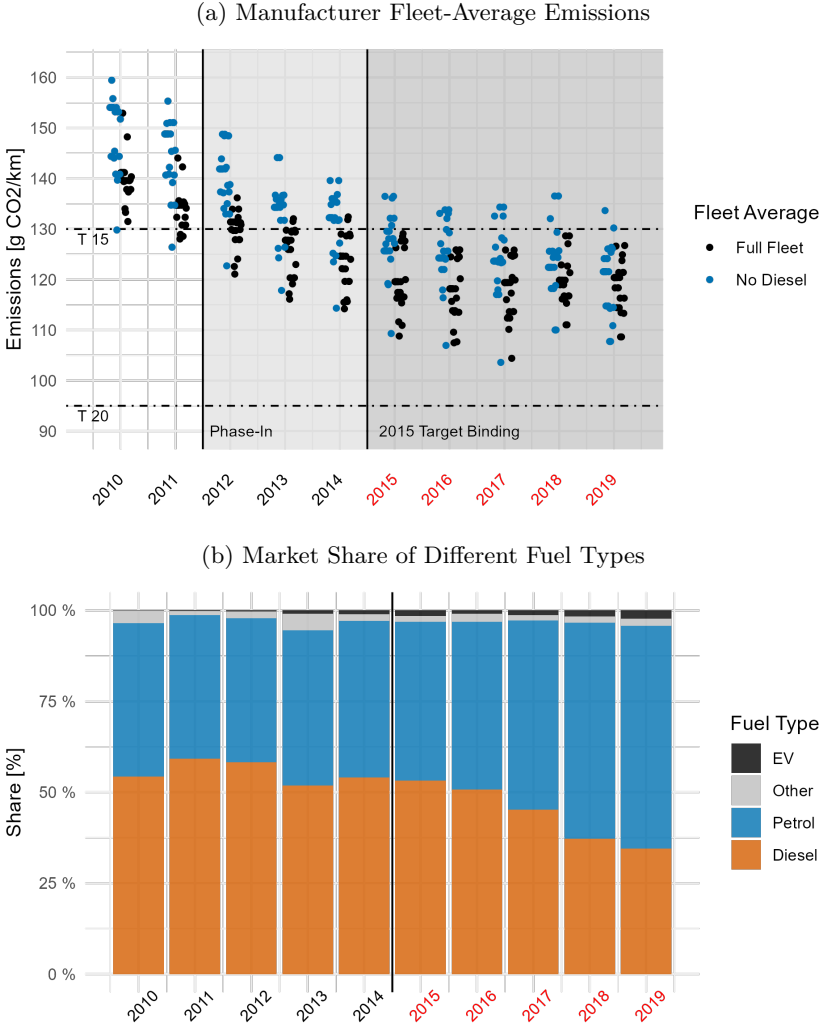 (a) Manufacturer Fleet-Average Emissions
Emissions [g CO2/km]
160
150
140
130
120
110
100
90
T 15
T 20
Phase-In
2015 Target Binding
2010
2011
2012
2013
2014
2015
2016
2017
2018
2019
Fleet Average
Full Fleet
No Diesel
(b) Market Share of Different Fuel Types
Share [%]
100 %
75 %
50 %
25 %
0 %
2010
2011
2012
2013
2014
2015
2016
2017
2018
2019
Fuel Type
EV
Other
Petrol
Diesel